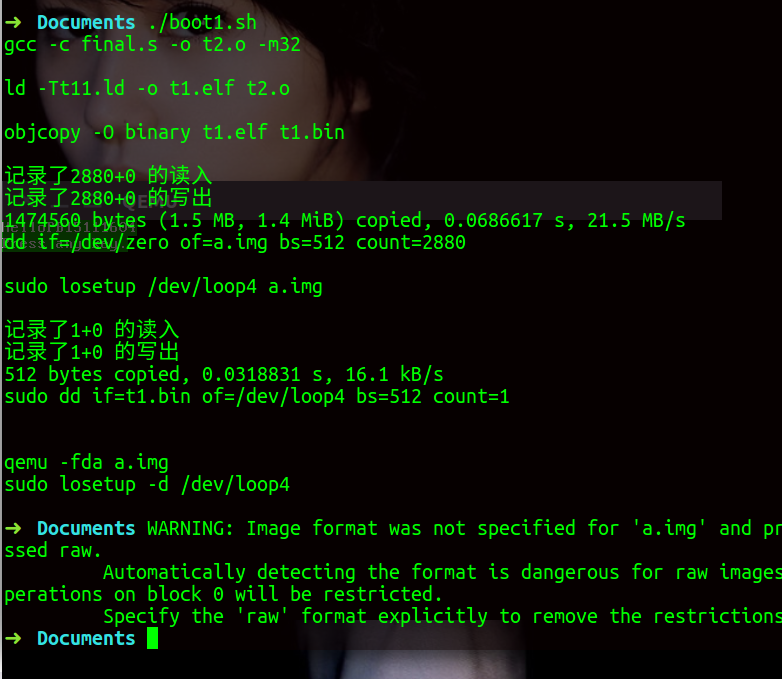 ➜ Documents ./boot1.sh
gcc -c final.s -o t2.o -m32
ld -Tt11.ld -o t1.elf t2.o
objcopy -O binary t1.elf t1.bin
记录了2880+0 的读入
记录了2880+0 的写出
QEMU
1474560 bytes (1.5 MB, 1.4 MiB) copied, 0.0686617 s, 21.5 MB/s
dd if=/dev/zero of=a.img bs=512 count=2880
sudo losetup /dev/loop4 a.img
记录了1+0 的读入
记录了1+0 的写出
512 bytes copied, 0.0318831 s, 16.1 kB/s
sudo dd if=t1.bin of=/dev/loop4 bs=512 count=1
qemu -fda a.img
sudo losetup -d /dev/loop4
➜ Documents WARNING: Image format was not specified for 'a.img' and pr
ssed raw.
Automatically detecting the format is dangerous for raw images
perations on block 0 will be restricted.
Specify the 'raw' format explicitly to remove the restrictions
➜ Documents